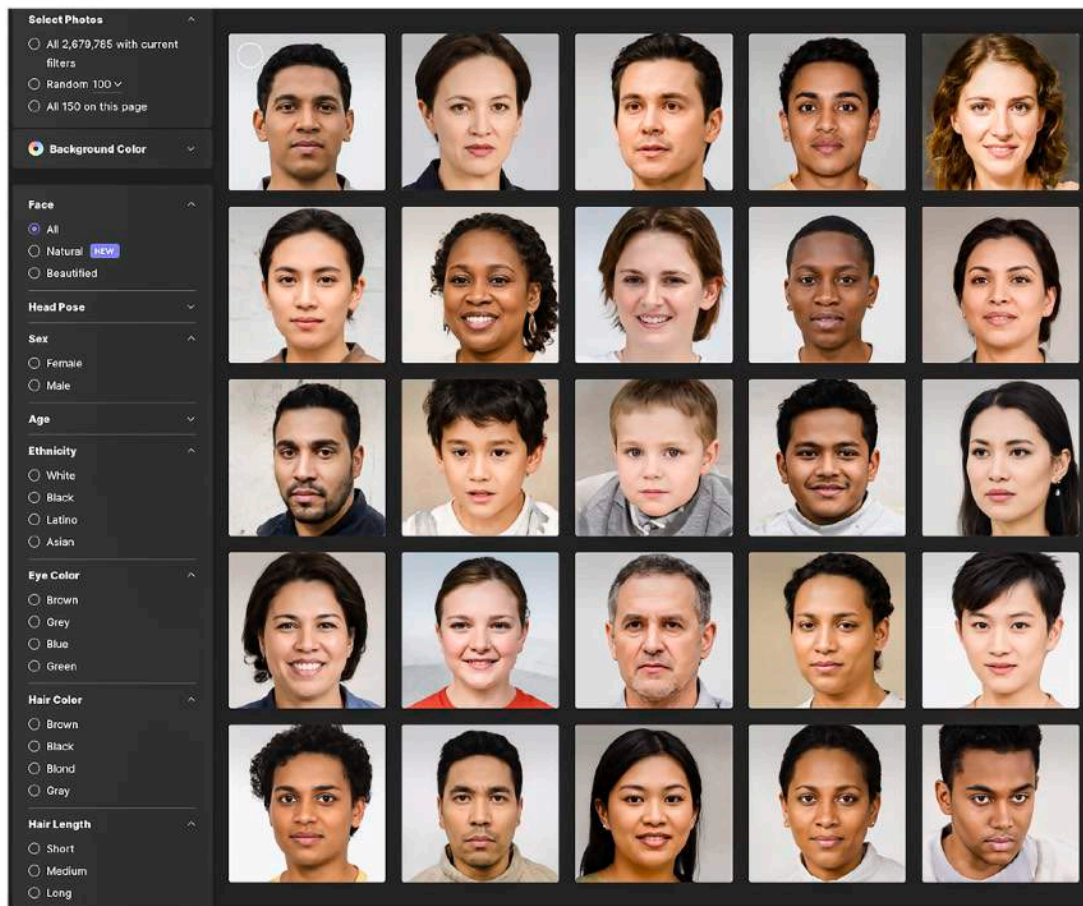 Select Photos
All 2,679,785 with current
filters
Random 100
All 150 on this page
Background Color
Face
All
Natural NEW
Beautified
Head Pose
Sex
Female
Male
Age
Ethnicity
White
Black
Latino
Asian
Eye Color
Brown
Grey
Blue
Green
Hair Color
Brown
Black
Blond
Gray
Hair Length
Short
Medium
Long